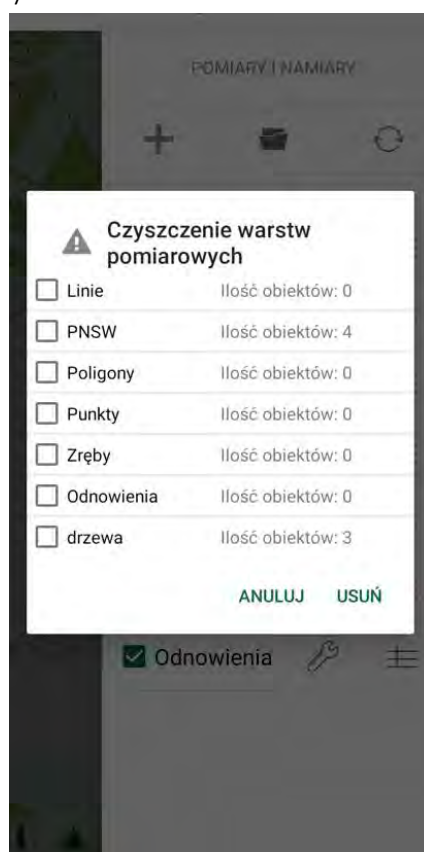 POMIARY I NAMIARY
Czyszczenie warstw
pomiarowych
Linie Ilość obiektów: 0
PNSW Ilość obiektów: 4
Poligony Ilość obiektów: 0
Punkty Ilość obiektów: 0
Zręby Ilość obiektów: 0
Odnowienia Ilość obiektów: 0
drzewa Ilość obiektów: 3
ANULUJ USUŃ
Odnowienia